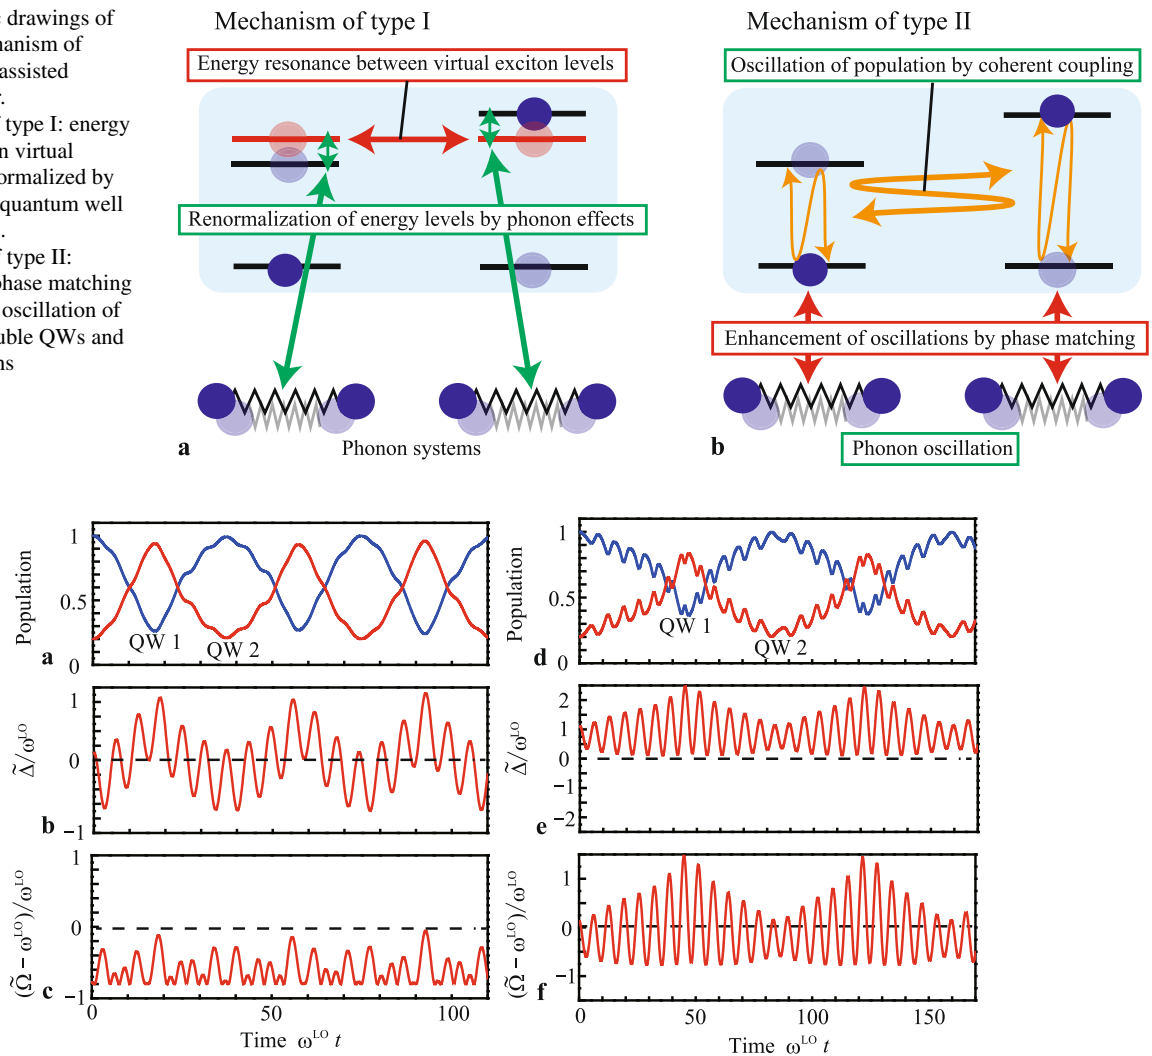 drawings of
anism of
assisted
r.
f type I: energy
n virtual
ormalized by
quantum well
.
f type II:
phase matching
oscillation of
uble QWs and
ns
Mechanism of type I
Energy resonance between virtual exciton levels
Renormalization of energy levels by phonon effects
a
Phonon systems
Mechanism of type II
Oscillation of population by coherent coupling
Enhancement of oscillations by phase matching
b
Phonon oscillation
Population
1
0.5
0
QW 1
QW 2
a
Δ̃/ω^LO
1
0
−1
b
(Ω̃ − ω^LO)/ω^LO
1
0
−1
c
0
100
Time ω^LO t
Population
1
0.5
0
QW 1
QW 2
d
Δ̃/ω^LO
2
1
0
−1
−2
e
(Ω̃ − ω^LO)/ω^LO
1
0
−1
f
0
50
100
150
Time ω^LO t